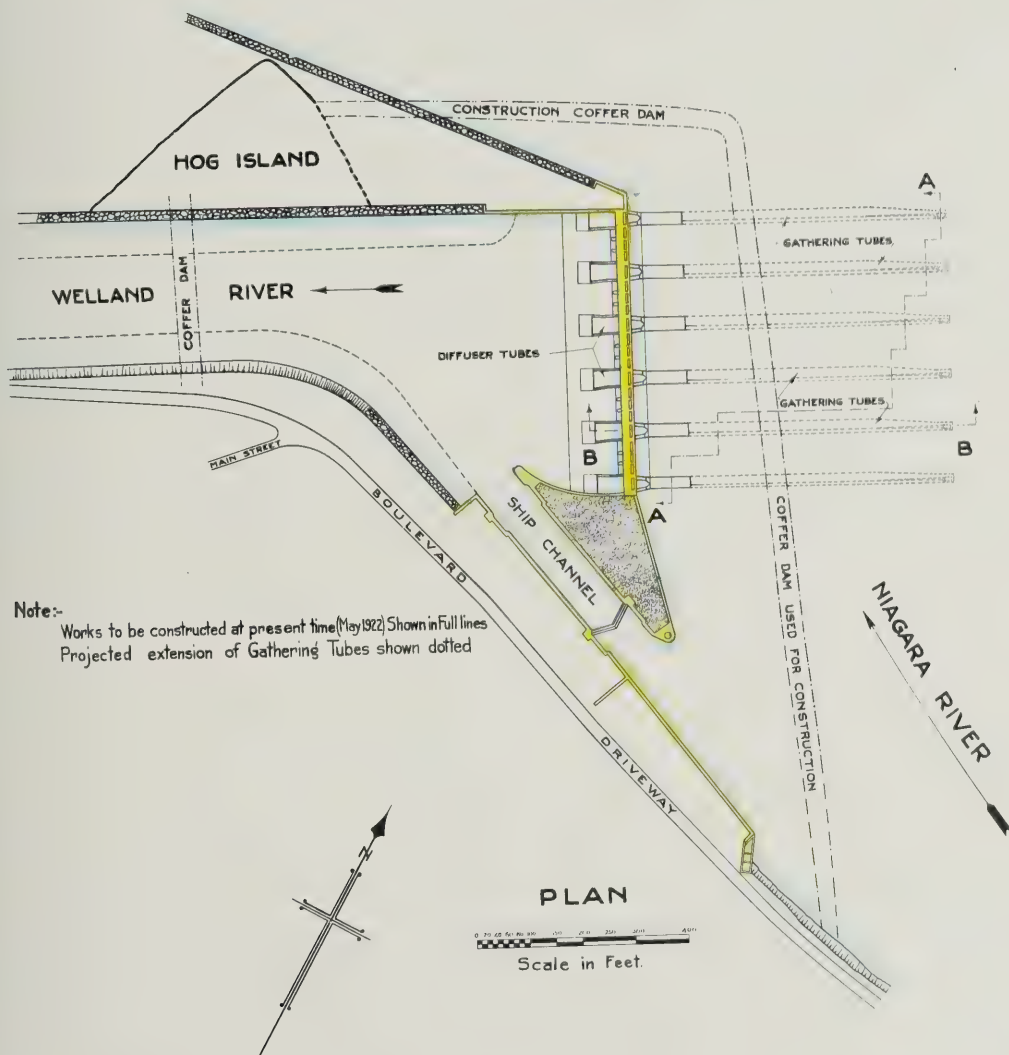 CONSTRUCTION COFFER DAM
HOG ISLAND
A
GATHERING TUBES
WELLAND RIVER
COFFER DAM
DIFFUSER TUBES
GATHERING TUBES
B
B
MAIN STREET
A
SHIP CHANNEL
BOULEVARD DRIVEWAY
COFFER DAM USED FOR CONSTRUCTION
NIAGARA RIVER
Note:-
Works to be constructed at present time (May 1922) Shown in Full lines
Projected extension of Gathering Tubes shown dotted
N
PLAN
Scale in Feet.